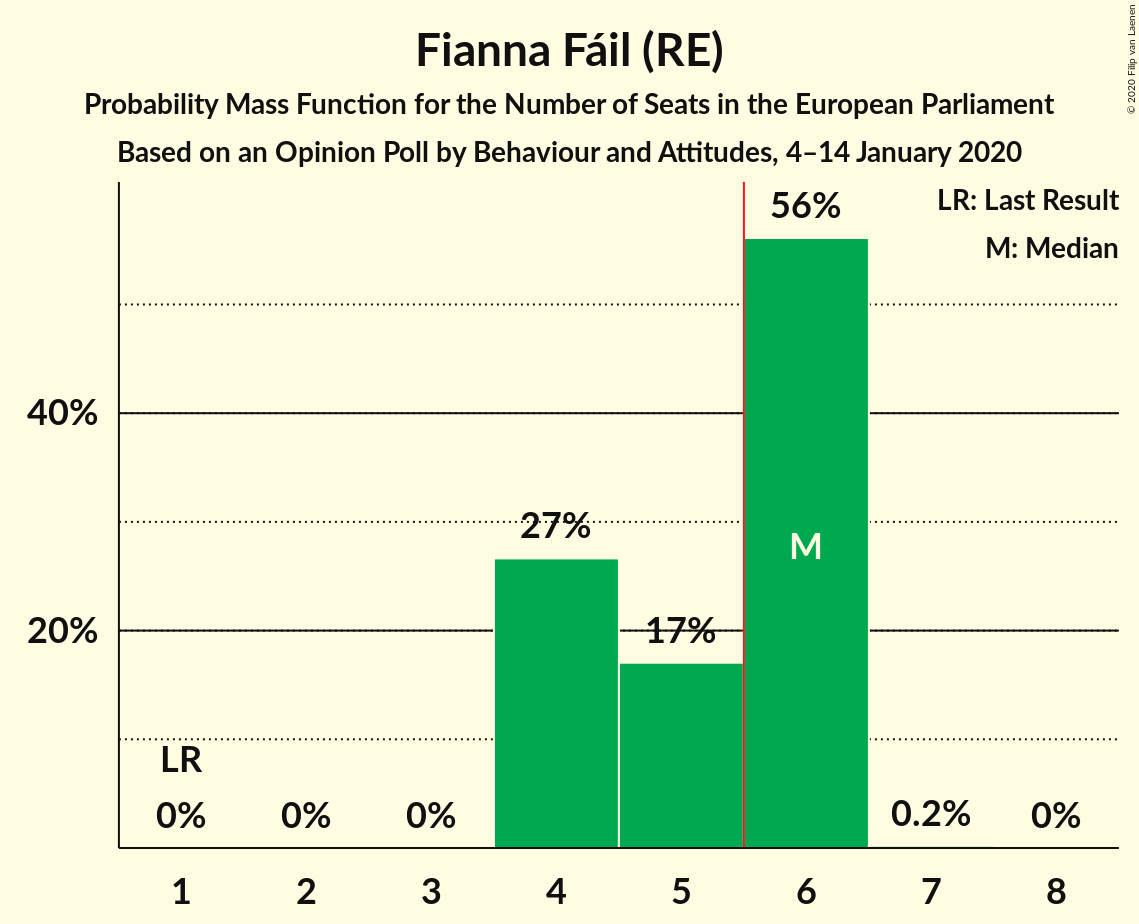 Fianna Fáil (RE)
Probability Mass Function for the Number of Seats in the European Parliament
Based on an Opinion Poll by Behaviour and Attitudes, 4–14 January 2020
© 2020 Filip van Laenen
LR: Last Result
M: Median
56%
40%
27%
M
20%
17%
LR
0%
0%
0%
0.2%
0%
1 2 3 4 5 6 7 8